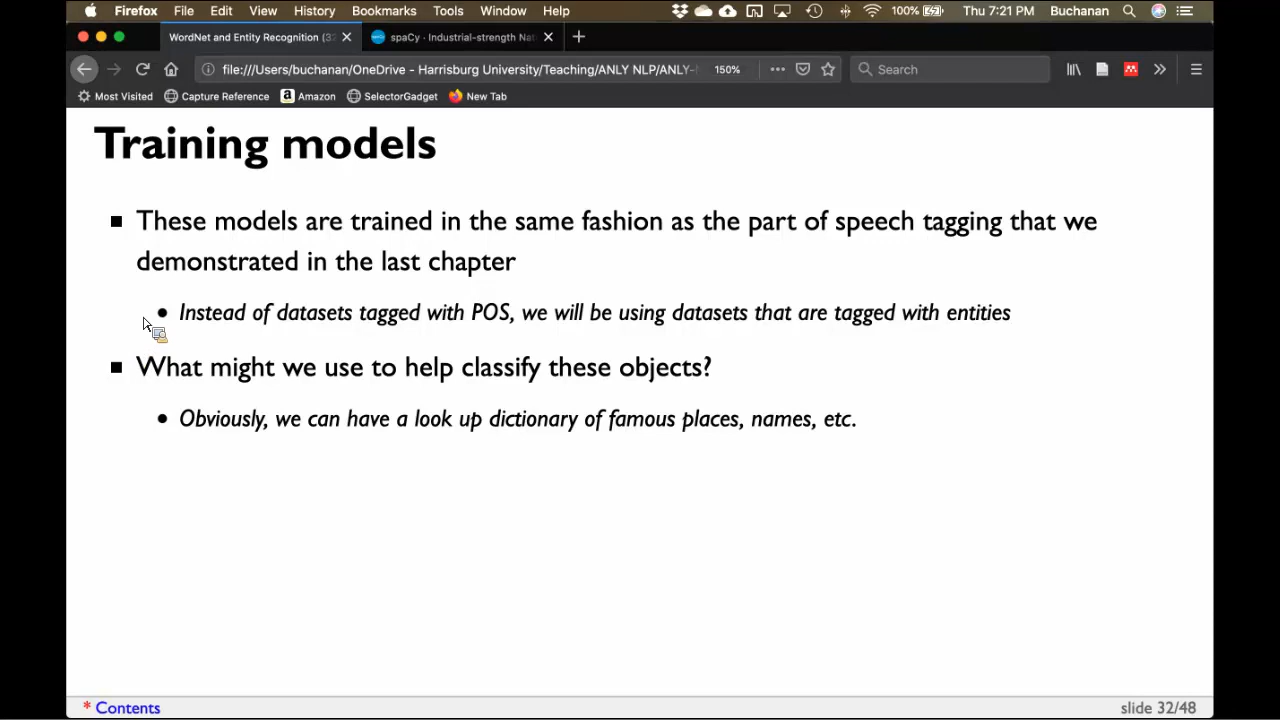 Firefox File Edit View History Bookmarks Tools Window Help 100% Thu 7:21 PM Buchanan
WordNet and Entity Recognition (3 spaCy · Industrial-strength Nat
file:///Users/buchanan/OneDrive - Harrisburg University/Teaching/ANLY NLP/ANLY- 150% Search
Most Visited Capture Reference Amazon SelectorGadget New Tab
Training models
These models are trained in the same fashion as the part of speech tagging that we
demonstrated in the last chapter
Instead of datasets tagged with POS, we will be using datasets that are tagged with entities
What might we use to help classify these objects?
Obviously, we can have a look up dictionary of famous places, names, etc.
* Contents slide 32/48